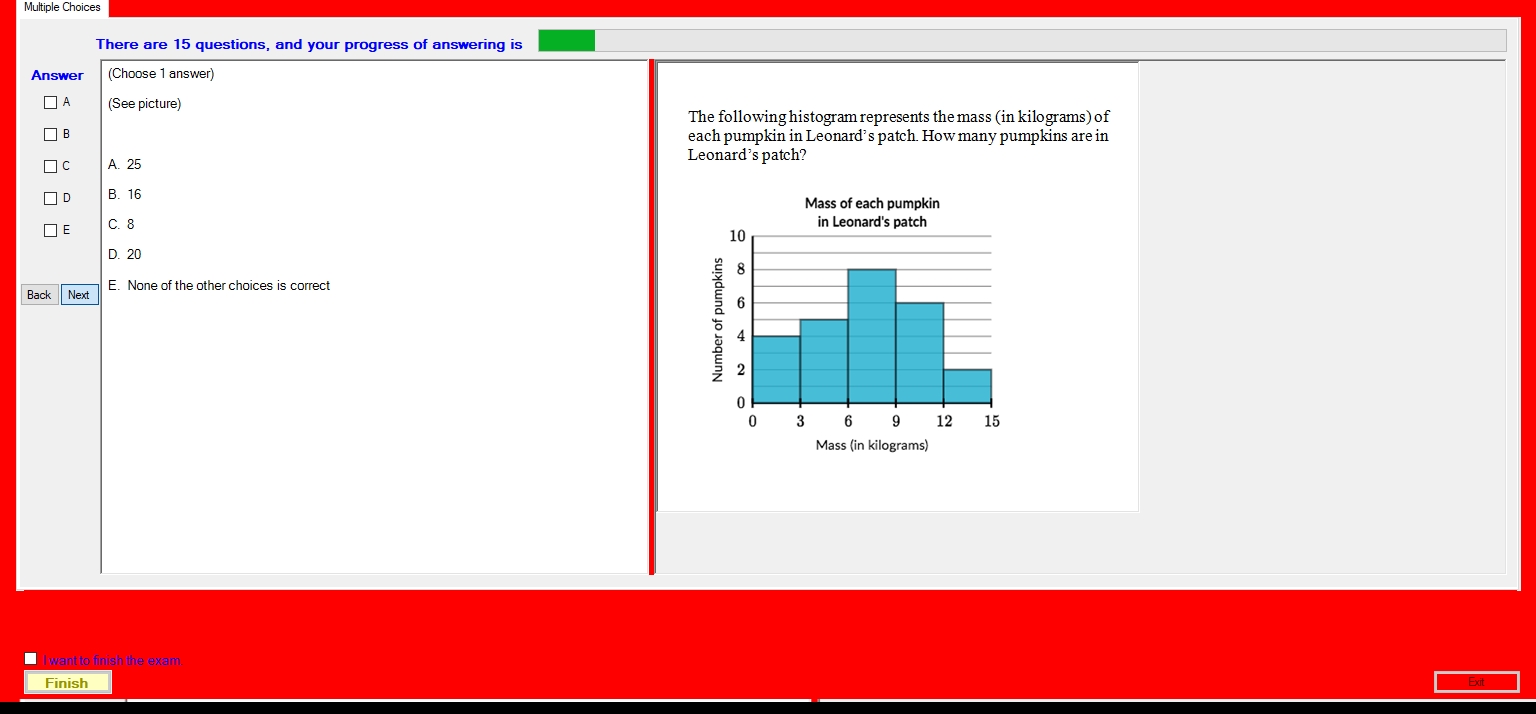 Multiple Choices
There are 15 questions, and your progress of answering is
Answer
A
B
C
D
E
Back Next
(Choose 1 answer)
(See picture)
A. 25
B. 16
C. 8
D. 20
E. None of the other choices is correct
The following histogram represents the mass (in kilograms) of
each pumpkin in Leonard's patch. How many pumpkins are in
Leonard's patch?
Mass of each pumpkin
in Leonard's patch
Number of pumpkins
10
8
6
4
2
0
0 3 6 9 12 15
Mass (in kilograms)
I want to finish the exam.
Finish
Exit